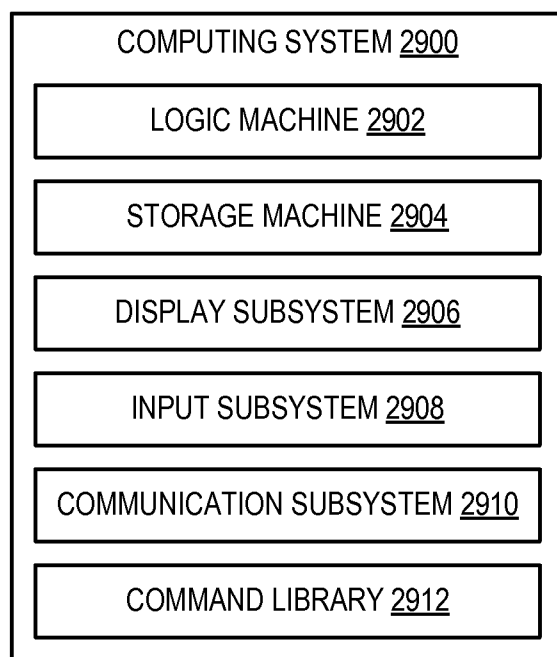 COMPUTING SYSTEM 2900
LOGIC MACHINE 2902
STORAGE MACHINE 2904
DISPLAY SUBSYSTEM 2906
INPUT SUBSYSTEM 2908
COMMUNICATION SUBSYSTEM 2910
COMMAND LIBRARY 2912